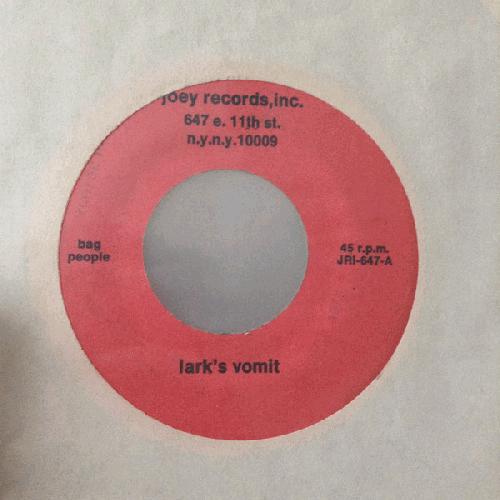 joey records,inc.
647 e. 11th st.
n.y.n.y.10009
bag
people
45 r.p.m.
JRI-647-A
lark's vomit